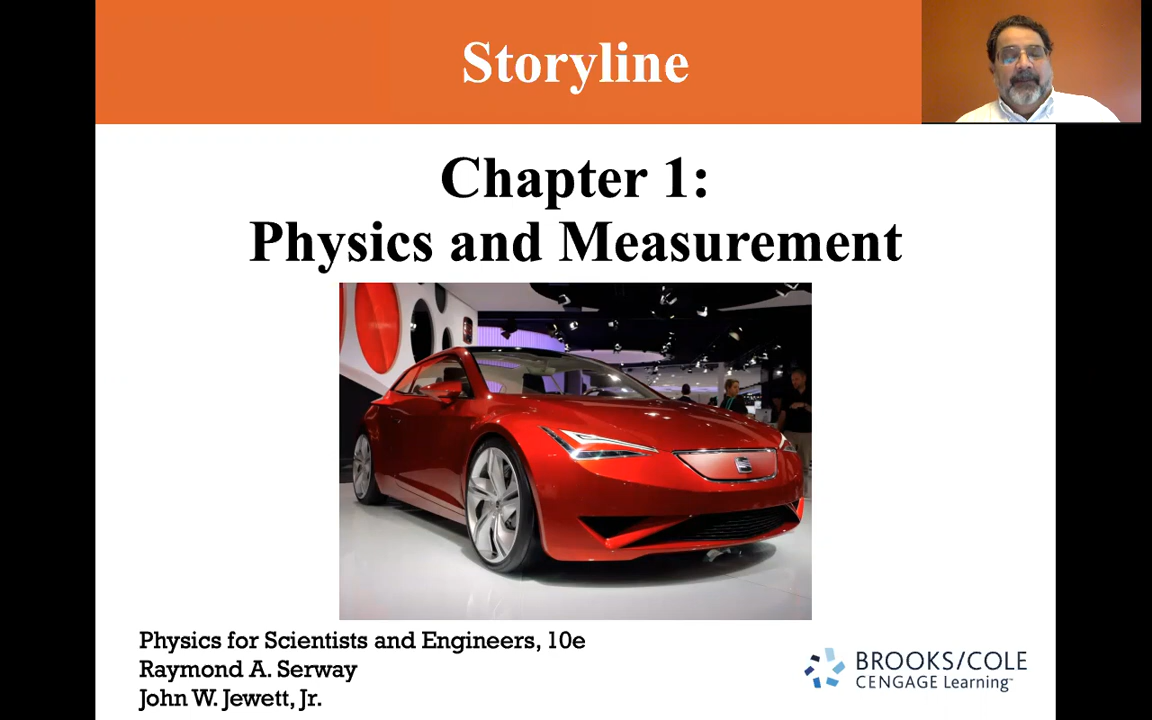 Storyline
Chapter 1:
Physics and Measurement
Physics for Scientists and Engineers, 10e
Raymond A. Serway
John W. Jewett, Jr.
BROOKS/COLE
CENGAGE Learning™